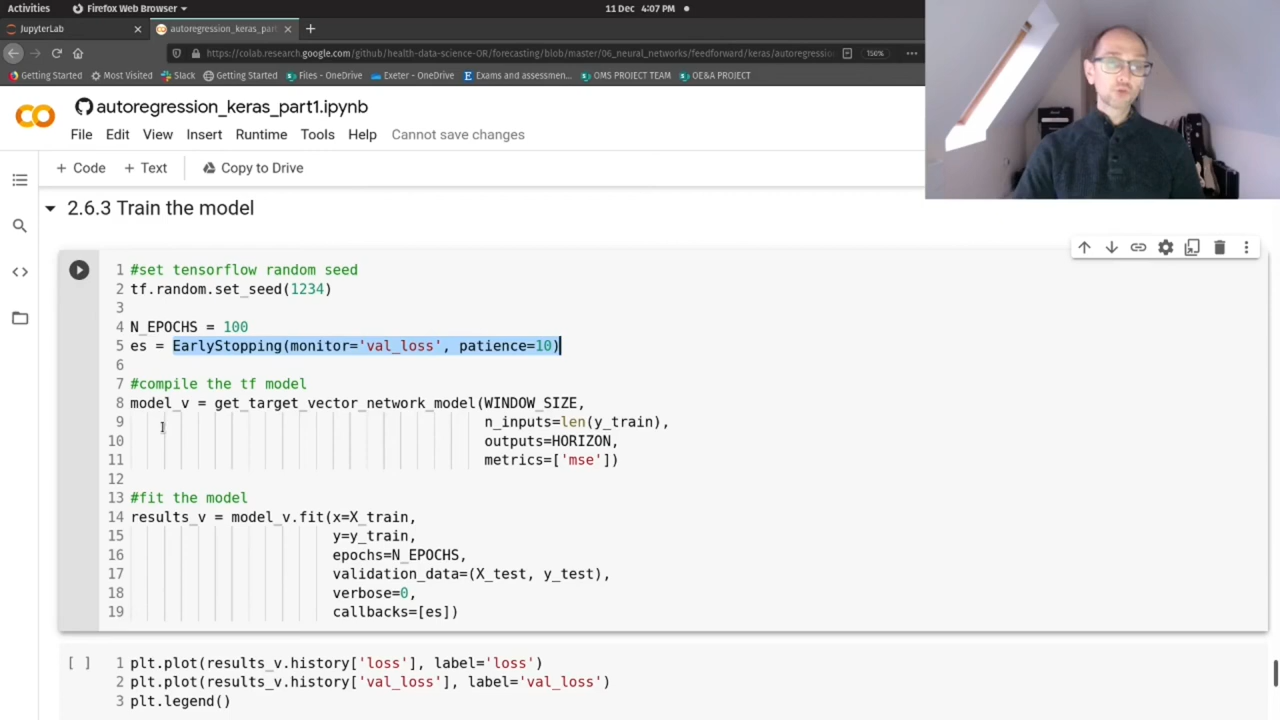 Activities
Firefox Web Browser
11 Dec 4:07 PM
JupyterLab
autoregression_keras_part
https://colab.research.google.com/github/health-data-science-OR/forecasting/blob/master/06_neural_networks/feedforward/keras/autoregressio
150%
Getting Started
Most Visited
Slack
Getting Started
Files - OneDrive
Exeter - OneDrive
Exams and assessmen...
OMS PROJECT TEAM
OE&A PROJECT
autoregression_keras_part1.ipynb
File Edit View Insert Runtime Tools Help Cannot save changes
+ Code + Text Copy to Drive
2.6.3 Train the model
1 #set tensorflow random seed
2 tf.random.set_seed(1234)
3
4 N_EPOCHS = 100
5 es = EarlyStopping(monitor='val_loss', patience=10)
6
7 #compile the tf model
8 model_v = get_target_vector_network_model(WINDOW_SIZE,
9 n_inputs=len(y_train),
10 outputs=HORIZON,
11 metrics=['mse'])
12
13 #fit the model
14 results_v = model_v.fit(x=X_train,
15 y=y_train,
16 epochs=N_EPOCHS,
17 validation_data=(X_test, y_test),
18 verbose=0,
19 callbacks=[es])
[ ] 1 plt.plot(results_v.history['loss'], label='loss')
2 plt.plot(results_v.history['val_loss'], label='val_loss')
3 plt.legend()